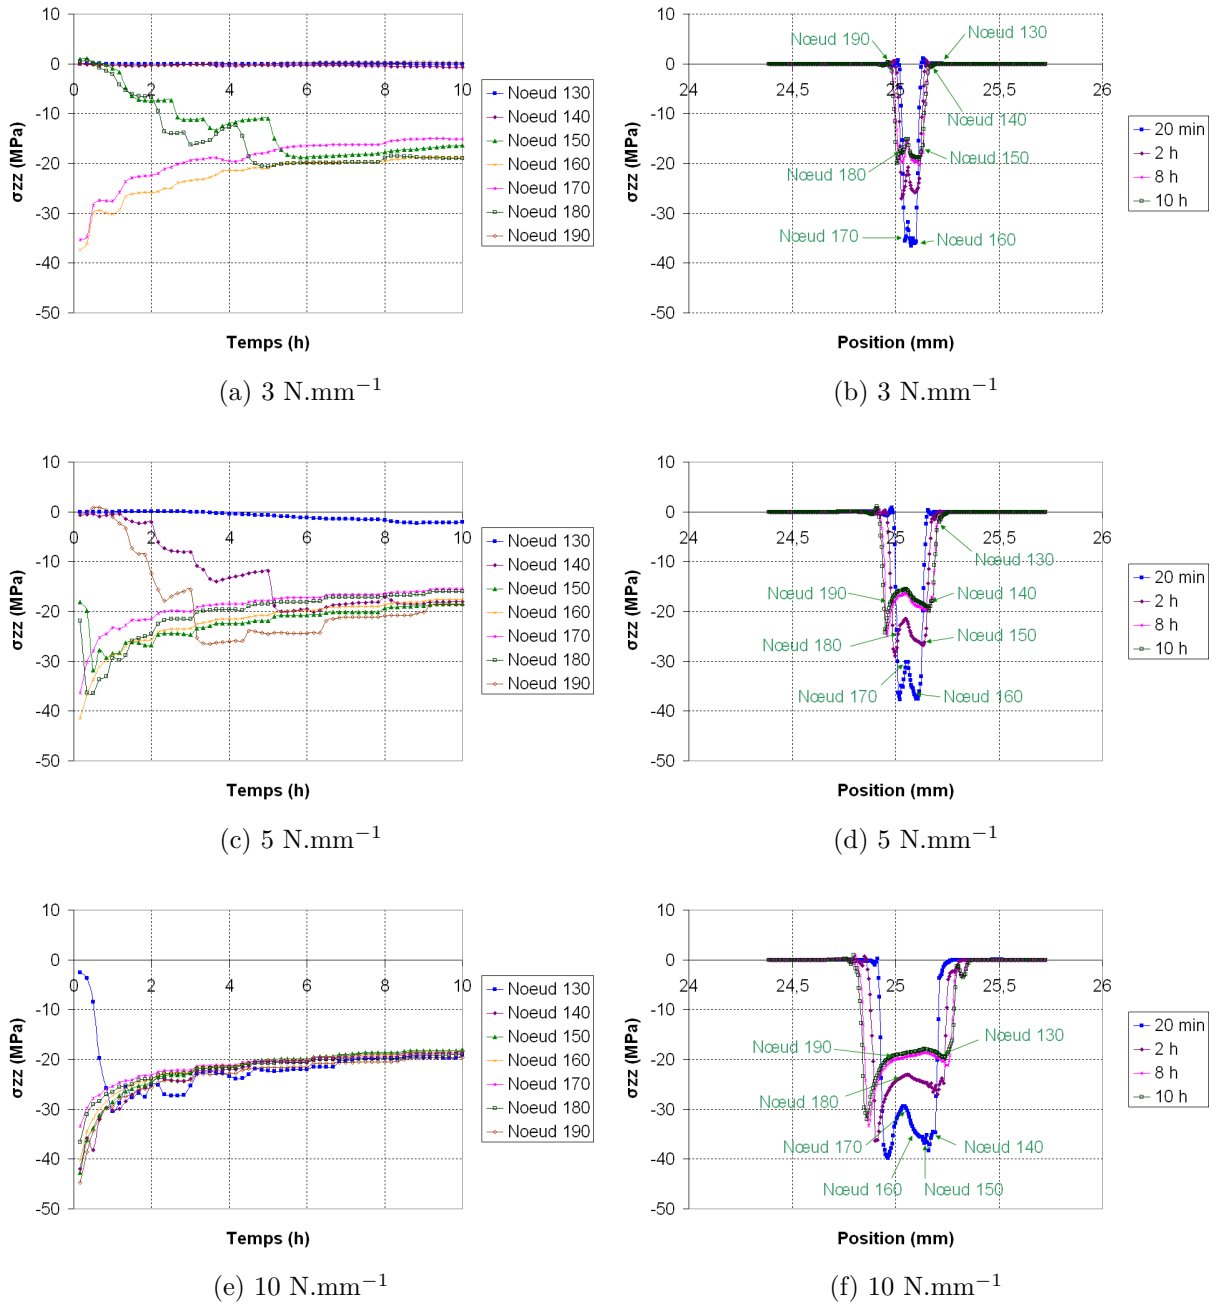 10
0
-10
-20
-30
-40
-50
0 2 4 6 8 10
σzz (MPa)
Temps (h)
Noeud 130
Noeud 140
Noeud 150
Noeud 160
Noeud 170
Noeud 180
Noeud 190
(a) 3 N.mm⁻¹
10
0
-10
-20
-30
-40
-50
24 24,5 25 25,5 26
σzz (MPa)
Position (mm)
Nœud 190
Nœud 130
Nœud 140
Nœud 150
Nœud 180
Nœud 170
Nœud 160
20 min
2 h
8 h
10 h
(b) 3 N.mm⁻¹
10
0
-10
-20
-30
-40
-50
0 2 4 6 8 10
σzz (MPa)
Temps (h)
Noeud 130
Noeud 140
Noeud 150
Noeud 160
Noeud 170
Noeud 180
Noeud 190
(c) 5 N.mm⁻¹
10
0
-10
-20
-30
-40
-50
24 24,5 25 25,5 26
σzz (MPa)
Position (mm)
Nœud 130
Nœud 190
Nœud 140
Nœud 180
Nœud 150
Nœud 170
Nœud 160
20 min
2 h
8 h
10 h
(d) 5 N.mm⁻¹
10
0
-10
-20
-30
-40
-50
0 2 4 6 8 10
σzz (MPa)
Temps (h)
Noeud 130
Noeud 140
Noeud 150
Noeud 160
Noeud 170
Noeud 180
Noeud 190
(e) 10 N.mm⁻¹
10
0
-10
-20
-30
-40
-50
24 24,5 25 25,5 26
σzz (MPa)
Position (mm)
Nœud 130
Nœud 190
Nœud 180
Nœud 170
Nœud 140
Nœud 160
Nœud 150
20 min
2 h
8 h
10 h
(f) 10 N.mm⁻¹